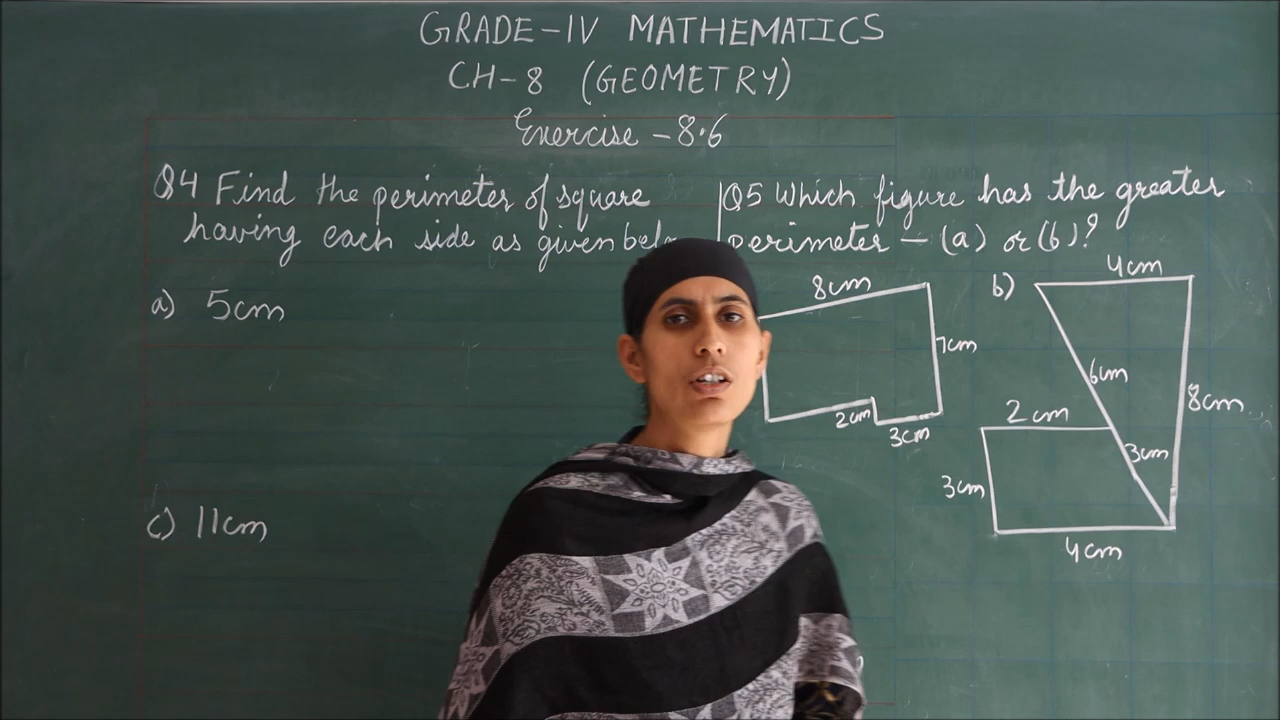 GRADE-IV MATHEMATICS
CH-8 (GEOMETRY)
Exercise - 8.6
Q4 Find the perimeter of square
having each side as given
a) 5cm
c) 11cm
Q5 Which figure has the greater
perimeter - (a) or (b)?
8cm
7cm
2cm
3cm
b)
4cm
6cm
8cm
2cm
3cm
3cm
4cm